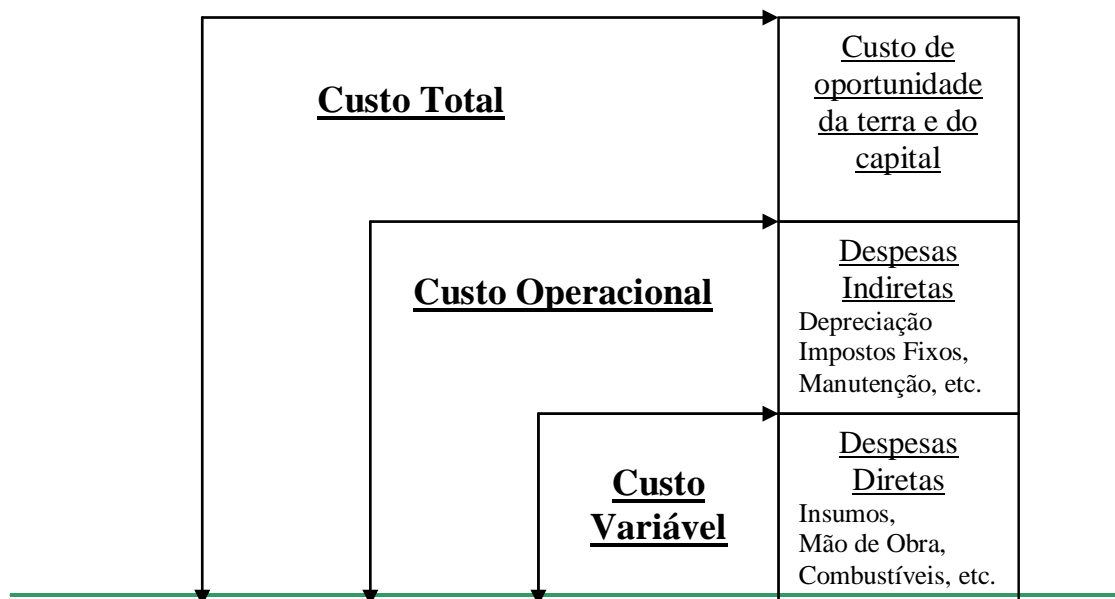 Custo de
oportunidade
da terra e do
capital
Custo Total
Despesas
Indiretas
Depreciação
Impostos Fixos,
Manutenção, etc.
Custo Operacional
Despesas
Diretas
Insumos,
Mão de Obra,
Combustíveis, etc.
Custo
Variável